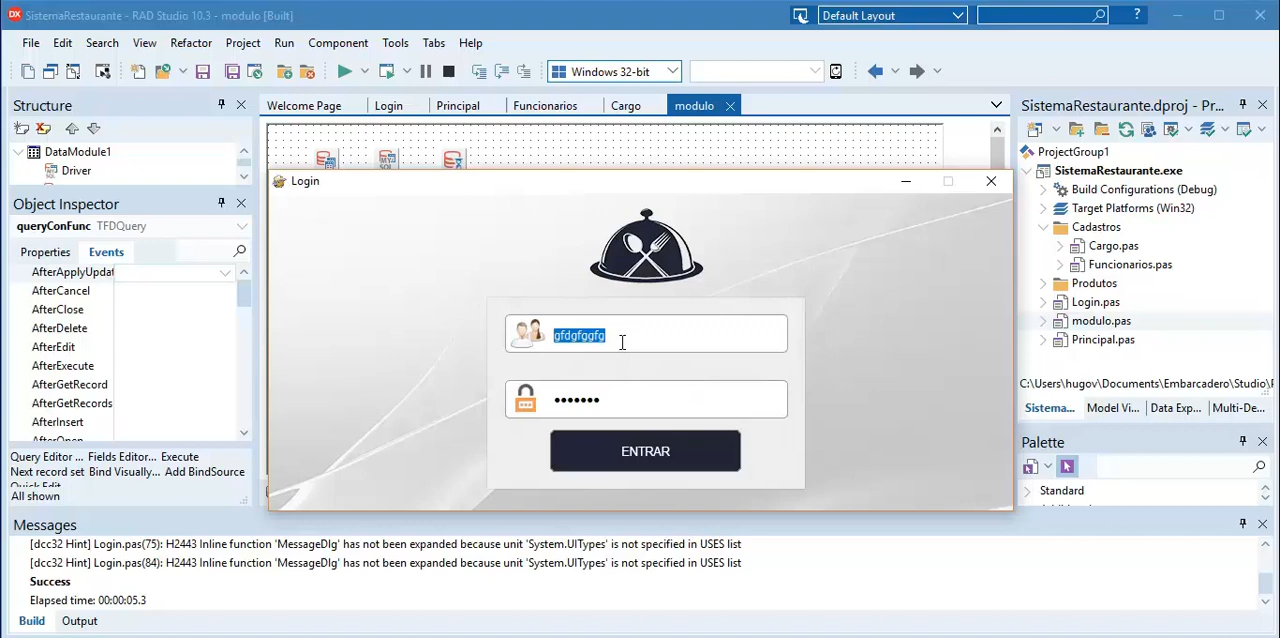 SistemaRestaurante - RAD Studio 10.3 - modulo [Built]
Default Layout
?
File Edit Search View Refactor Project Run Component Tools Tabs Help
Windows 32-bit
Structure
DataModule1
Driver
Object Inspector
queryConFunc TFDQuery
Properties Events
AfterApplyUpdat
AfterCancel
AfterClose
AfterDelete
AfterEdit
AfterExecute
AfterGetRecord
AfterGetRecords
AfterInsert
Query Editor ... Fields Editor... Execute
Next record set Bind Visually... Add BindSource
All shown
Welcome Page Login Principal Funcionarios Cargo modulo
Login
gfdgfggfg
•••••••
ENTRAR
SistemaRestaurante.dproj - Pr...
ProjectGroup1
SistemaRestaurante.exe
Build Configurations (Debug)
Target Platforms (Win32)
Cadastros
Cargo.pas
Funcionarios.pas
Produtos
Login.pas
modulo.pas
Principal.pas
C:\Users\hugov\Documents\Embarcadero\Studio\F
Sistema... Model Vi... Data Exp... Multi-De...
Palette
Standard
Messages
[dcc32 Hint] Login.pas(75): H2443 Inline function 'MessageDlg' has not been expanded because unit 'System.UITypes' is not specified in USES list
[dcc32 Hint] Login.pas(84): H2443 Inline function 'MessageDlg' has not been expanded because unit 'System.UITypes' is not specified in USES list
Success
Elapsed time: 00:00:05.3
Build Output